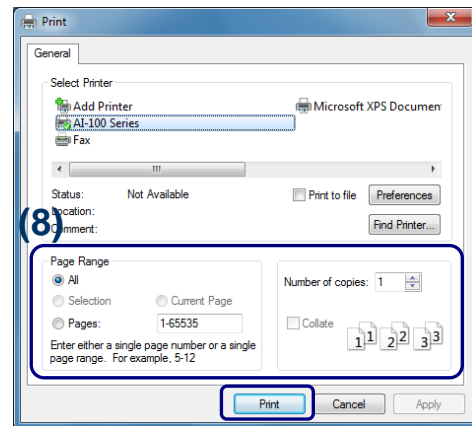 Print
General
Select Printer
Add Printer
Microsoft XPS Documen
AI-100 Series
Fax
Status: Not Available
Print to file
Preferences
Location:
Comment:
Find Printer...
(8)
Page Range
All
Selection
Current Page
Pages:
1-65535
Enter either a single page number or a single
page range. For example, 5-12
Number of copies: 1
Collate
1 1 2 2 3 3
Print
Cancel
Apply